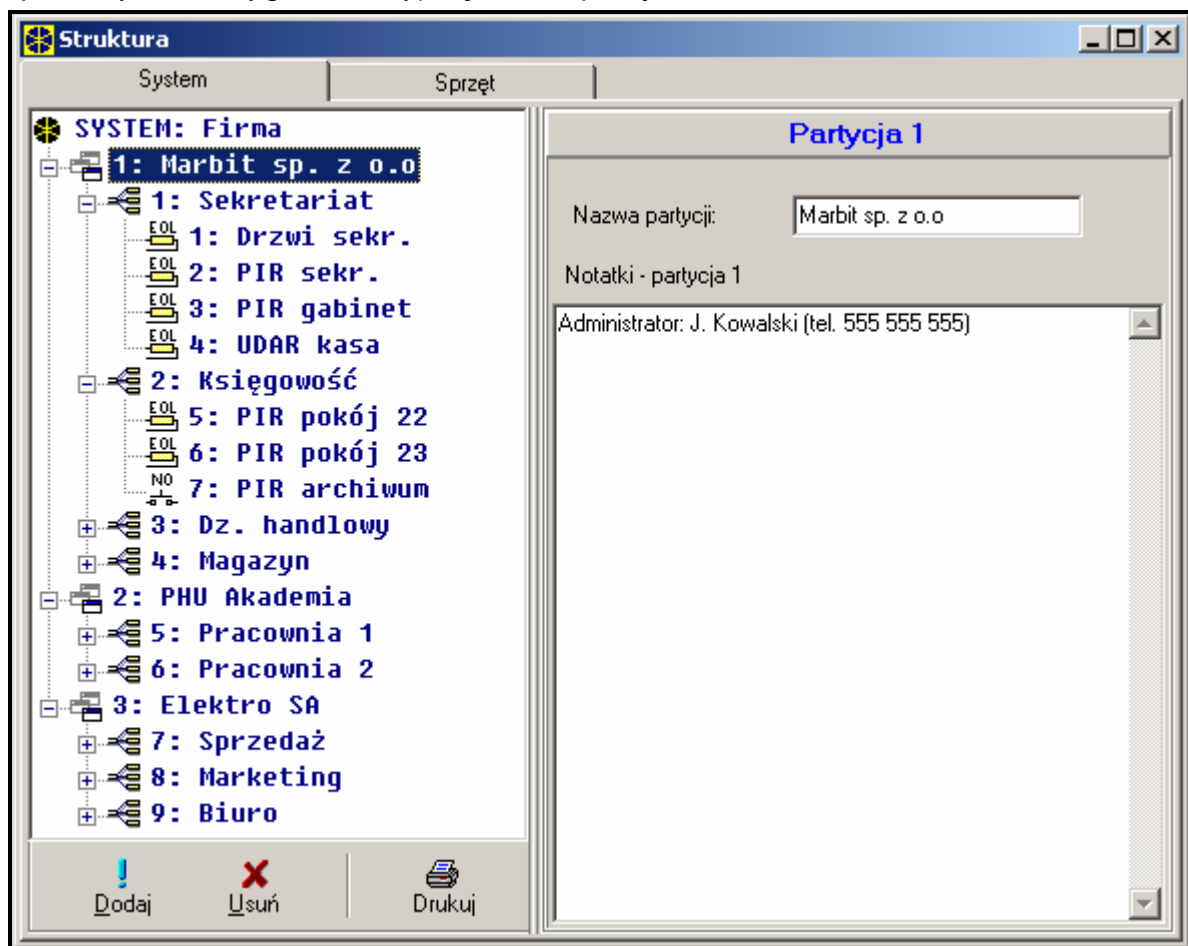 Struktura
System
Sprzęt
SYSTEM: Firma
1: Marbit sp. z o.o
1: Sekretariat
EOL 1: Drzwi sekr.
EOL 2: PIR sekr.
EOL 3: PIR gabinet
EOL 4: UDAR kasa
2: Księgowość
EOL 5: PIR pokój 22
EOL 6: PIR pokój 23
NO 7: PIR archiwum
3: Dz. handlowy
4: Magazyn
2: PHU Akademia
5: Pracownia 1
6: Pracownia 2
3: Elektro SA
7: Sprzedaż
8: Marketing
9: Biuro
Dodaj
Usuń
Drukuj
Partycja 1
Nazwa partycji:
Marbit sp. z o.o
Notatki - partycja 1
Administrator: J. Kowalski (tel. 555 555 555)